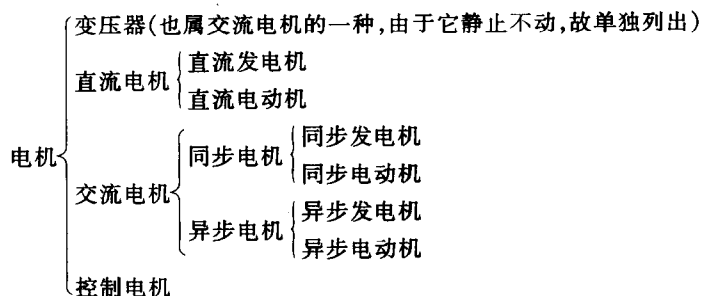 变压器(也属交流电机的一种,由于它静止不动,故单独列出)
直流发电机
直流电机
直流电动机
同步发电机
电机
同步电机
同步电动机
交流电机
异步发电机
异步电机
异步电动机
控制电机